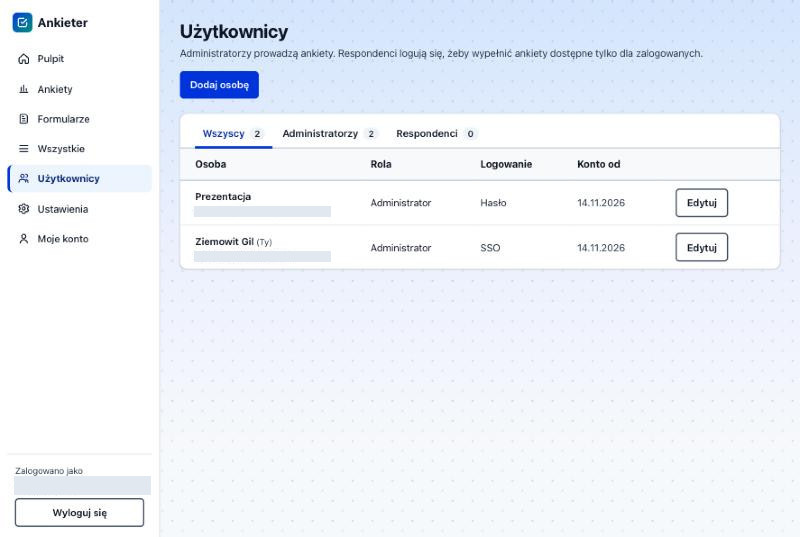 Ankieter
Pulpit
Ankiety
Formularze
Wszystkie
Użytkownicy
Ustawienia
Moje konto
Zalogowano jako
Wyloguj się
Użytkownicy
Administratorzy prowadzą ankiety. Respondenci logują się, żeby wypełnić ankiety dostępne tylko dla zalogowanych.
Dodaj osobę
Wszyscy 2 Administratorzy 2 Respondenci 0
Osoba Rola Logowanie Konto od
Prezentacja Administrator Hasło 14.11.2026 Edytuj
Ziemowit Gil (Ty) Administrator SSO 14.11.2026 Edytuj